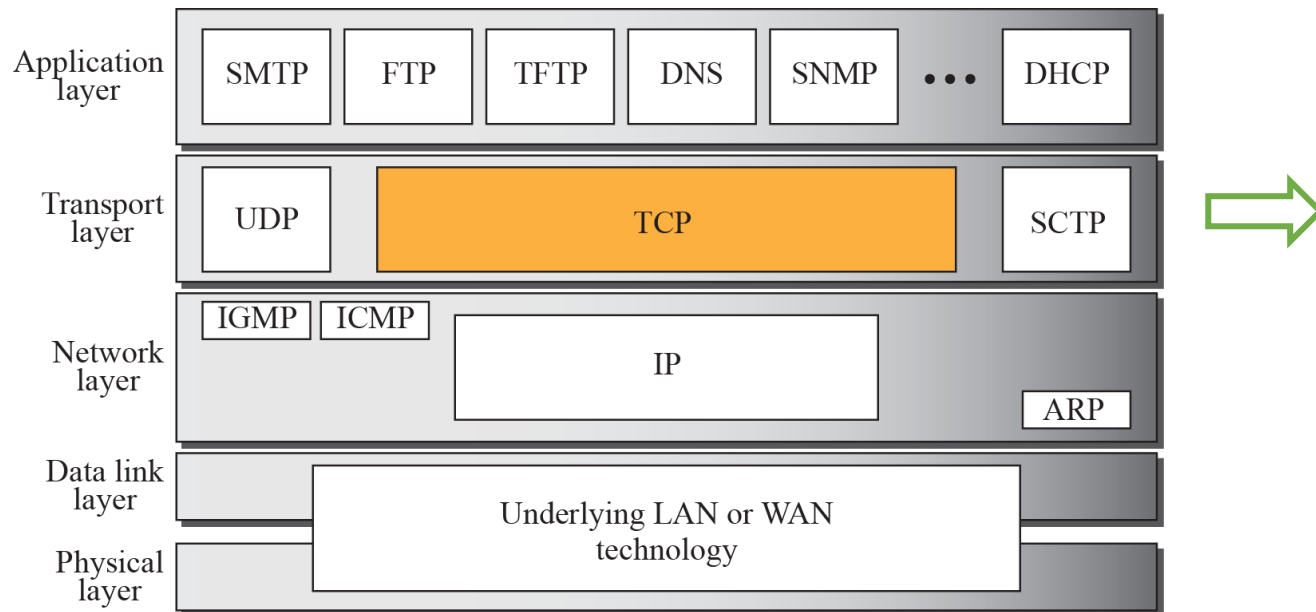 Application
layer
SMTP
FTP
TFTP
DNS
SNMP
...
DHCP
Transport
layer
UDP
TCP
SCTP
Network
layer
IGMP
ICMP
IP
ARP
Data link
layer
Physical
layer
Underlying LAN or WAN
technology